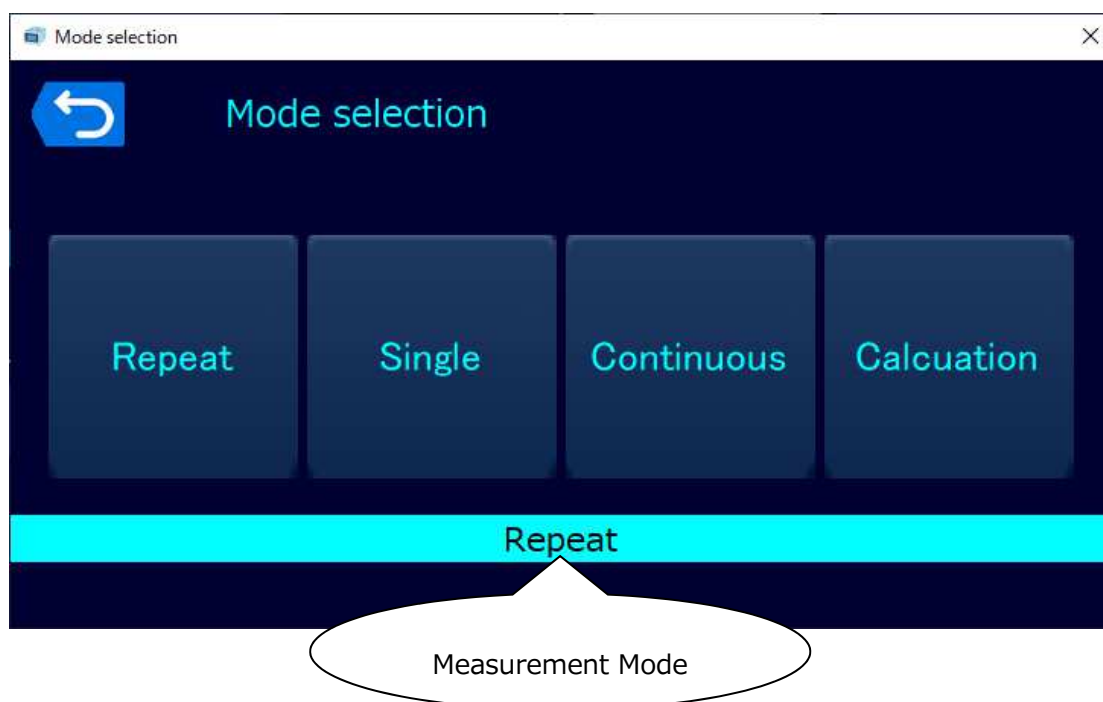 Mode selection
Mode selection
Repeat
Single
Continuous
Calcuation
Repeat
Measurement Mode